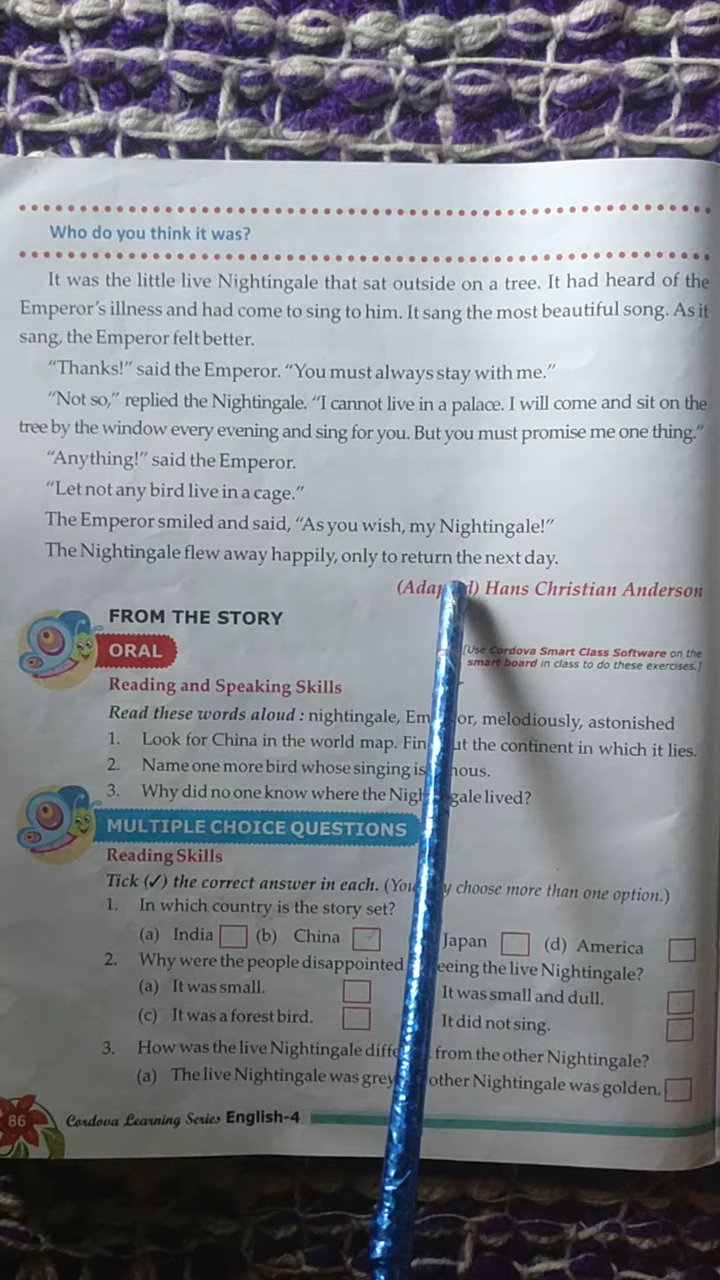 Who do you think it was?
It was the little live Nightingale that sat outside on a tree. It had heard of the
Emperor's illness and had come to sing to him. It sang the most beautiful song. As it
sang, the Emperor felt better.
"Thanks!" said the Emperor. "You must always stay with me."
"Not so," replied the Nightingale. "I cannot live in a palace. I will come and sit on the
tree by the window every evening and sing for you. But you must promise me one thing."
"Anything!" said the Emperor.
"Let not any bird live in a cage."
The Emperor smiled and said, "As you wish, my Nightingale!"
The Nightingale flew away happily, only to return the next day.
Hans Christian Anderson
FROM THE STORY
ORAL
[Use Cordova Smart Class Software on the
smart board in class to do these exercises.]
Reading and Speaking Skills
Read these words aloud : nightingale, melodiously, astonished
1. Look for China in the world map. the continent in which it lies.
2. Name one more bird whose singing is
3. Why did no one know where the lived?
MULTIPLE CHOICE QUESTIONS
Reading Skills
Tick (✓) the correct answer in each. choose more than one option.)
1. In which country is the story set?
(a) India (b) China Japan (d) America
2. Why were the people disappointed the live Nightingale?
(a) It was small. It was small and dull.
(c) It was a forest bird. It did not sing.
3. How was the live Nightingale from the other Nightingale?
(a) The live Nightingale was other Nightingale was golden.
86 Cordova Learning Series English-4